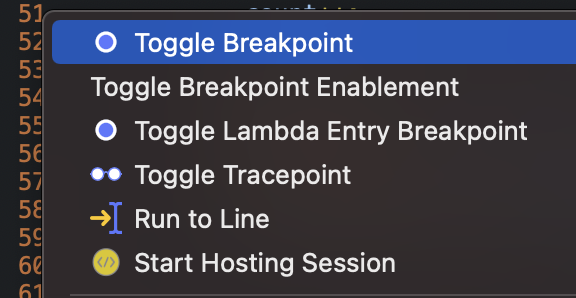 51
52
Toggle Breakpoint
53
Toggle Breakpoint Enablement
54
55
Toggle Lambda Entry Breakpoint
56
57
Toggle Tracepoint
58
Run to Line
59
60
Start Hosting Session
61